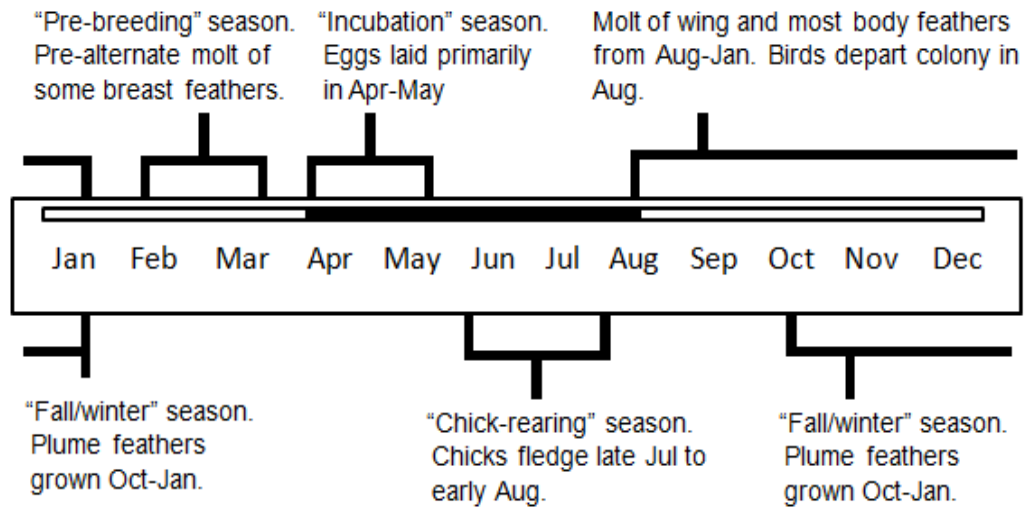 “Pre-breeding” season.
Pre-alternate molt of
some breast feathers.
“Incubation” season.
Eggs laid primarily
in Apr-May
Molt of wing and most body feathers
from Aug-Jan. Birds depart colony in
Aug.
Jan Feb Mar Apr May Jun Jul Aug Sep Oct Nov Dec
“Fall/winter” season.
Plume feathers
grown Oct-Jan.
“Chick-rearing” season.
Chicks fledge late Jul to
early Aug.
“Fall/winter” season.
Plume feathers
grown Oct-Jan.